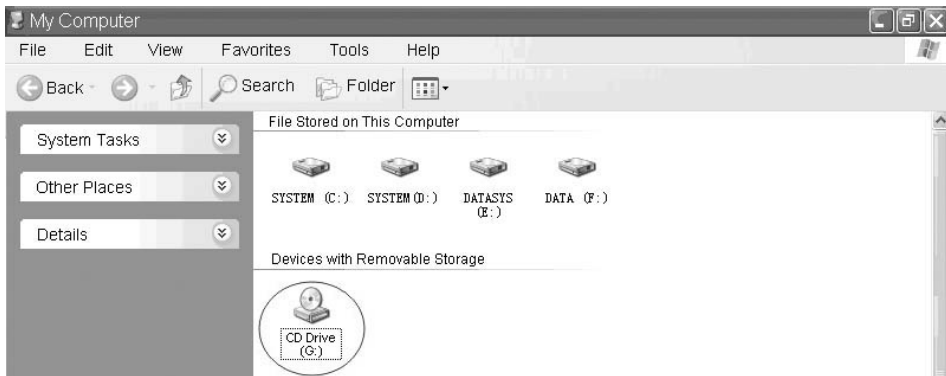 My Computer
File Edit View Favorites Tools Help
Back Search Folder
File Stored on This Computer
System Tasks
Other Places
Details
SYSTEM (C:) SYSTEM(D:) DATASYS (E:) DATA (F:)
Devices with Removable Storage
CD Drive
(G:)